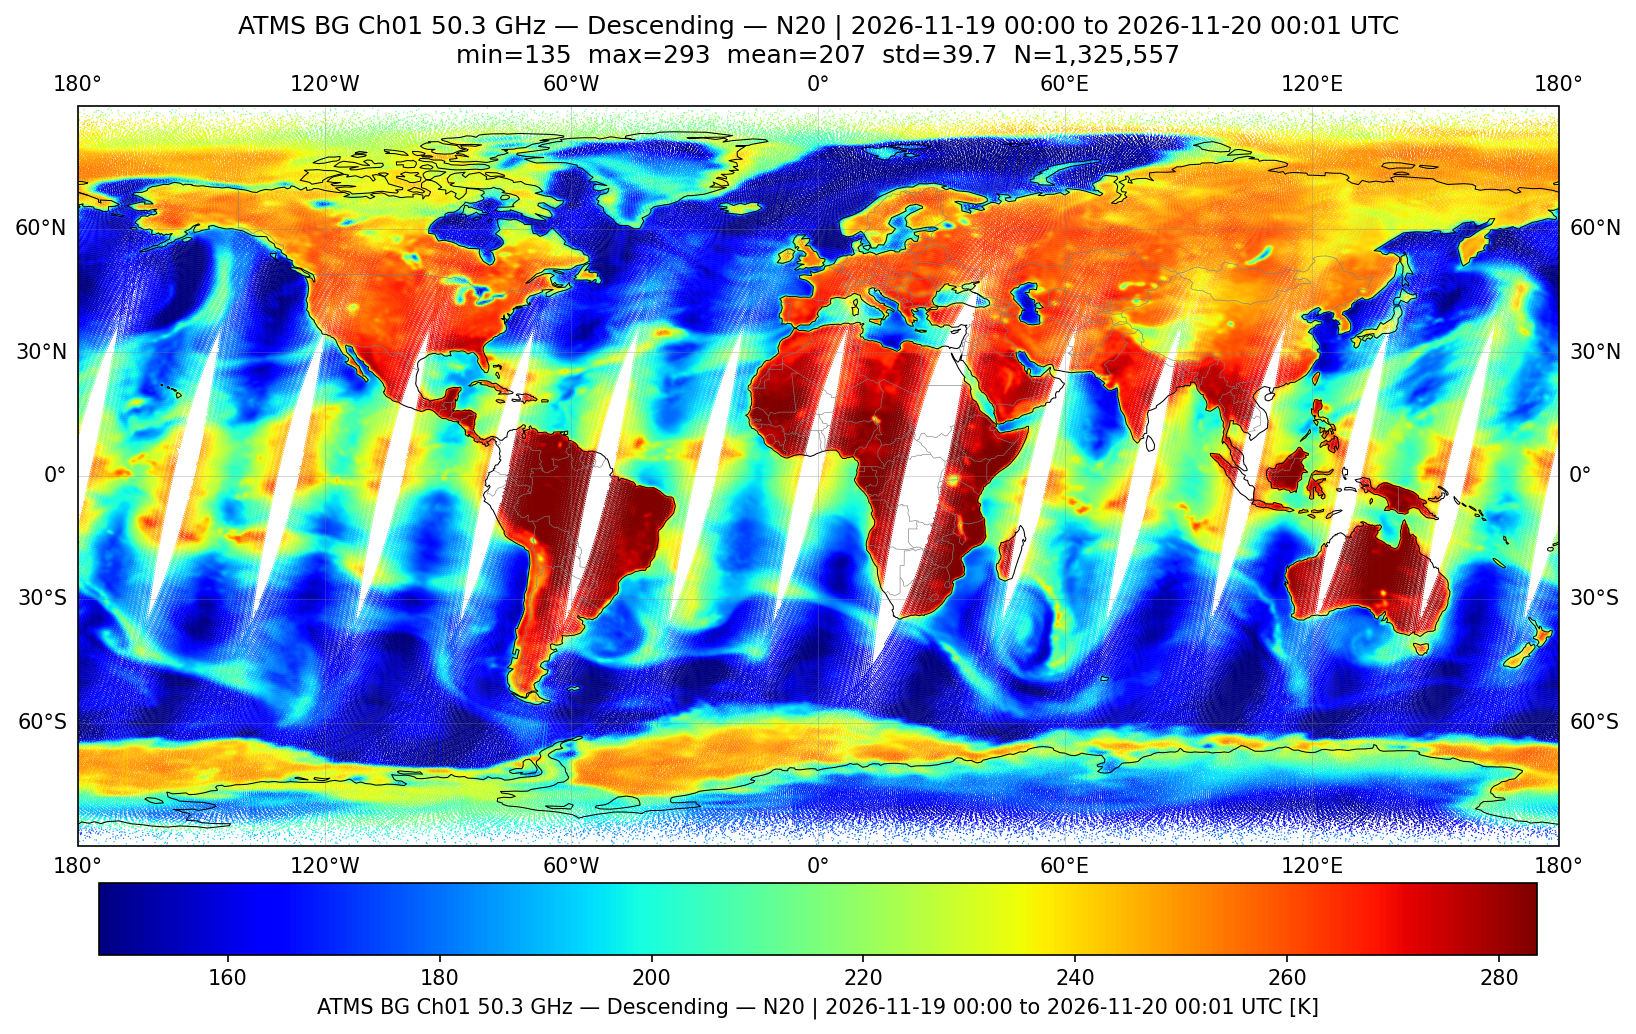 ATMS BG Ch01 50.3 GHz — Descending — N20 | 2026-11-19 00:00 to 2026-11-20 00:01 UTC
min=135 max=293 mean=207 std=39.7 N=1,325,557
180° 120°W 60°W 0° 60°E 120°E 180°
60°N 60°N
30°N 30°N
0° 0°
30°S 30°S
60°S 60°S
180° 120°W 60°W 0° 60°E 120°E 180°
160 180 200 220 240 260 280
ATMS BG Ch01 50.3 GHz — Descending — N20 | 2026-11-19 00:00 to 2026-11-20 00:01 UTC [K]